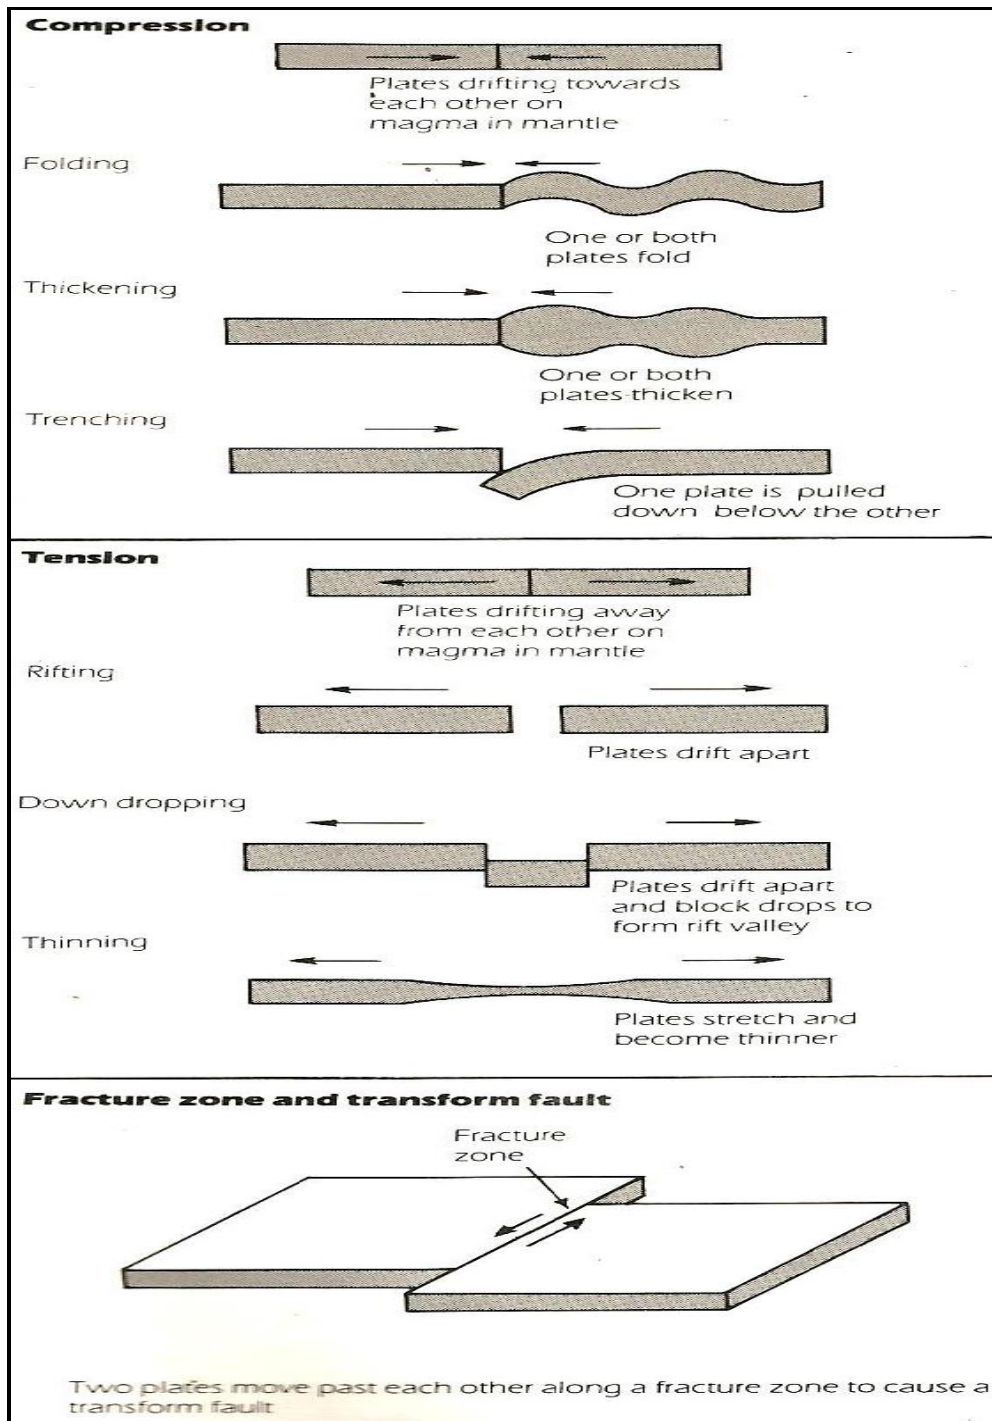 Compression
Plates drifting towards
each other on
magma in mantle
Folding
One or both
plates fold
Thickening
One or both
plates-thicken
Trenching
One plate is pulled
down below the other
Tension
Plates drifting away
from each other on
magma in mantle
Rifting
Plates drift apart
Down dropping
Plates drift apart
and block drops to
form rift valley
Thinning
Plates stretch and
become thinner
Fracture zone and transform fault
Fracture
zone
Two plates move past each other along a fracture zone to cause a
transform fault